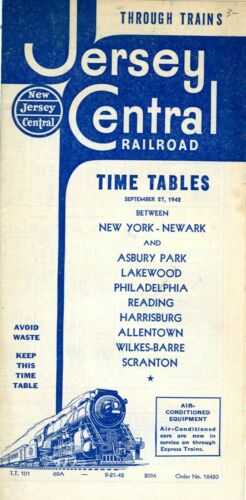 THROUGH TRAINS 3-
Jersey
Central
RAILROAD
New
Jersey
Central
TIME TABLES
SEPTEMBER 27, 1942
BETWEEN
NEW YORK - NEWARK
AND
ASBURY PARK
LAKEWOOD
PHILADELPHIA
READING
HARRISBURG
ALLENTOWN
WILKES-BARRE
SCRANTON
AVOID
WASTE
KEEP
THIS
TIME
TABLE
AIR-
CONDITIONED
EQUIPMENT
Air-Conditioned
cars are now in
service on through
Express Trains.
T.T. 101 69A — 9-21-42 20M Order No. 18420